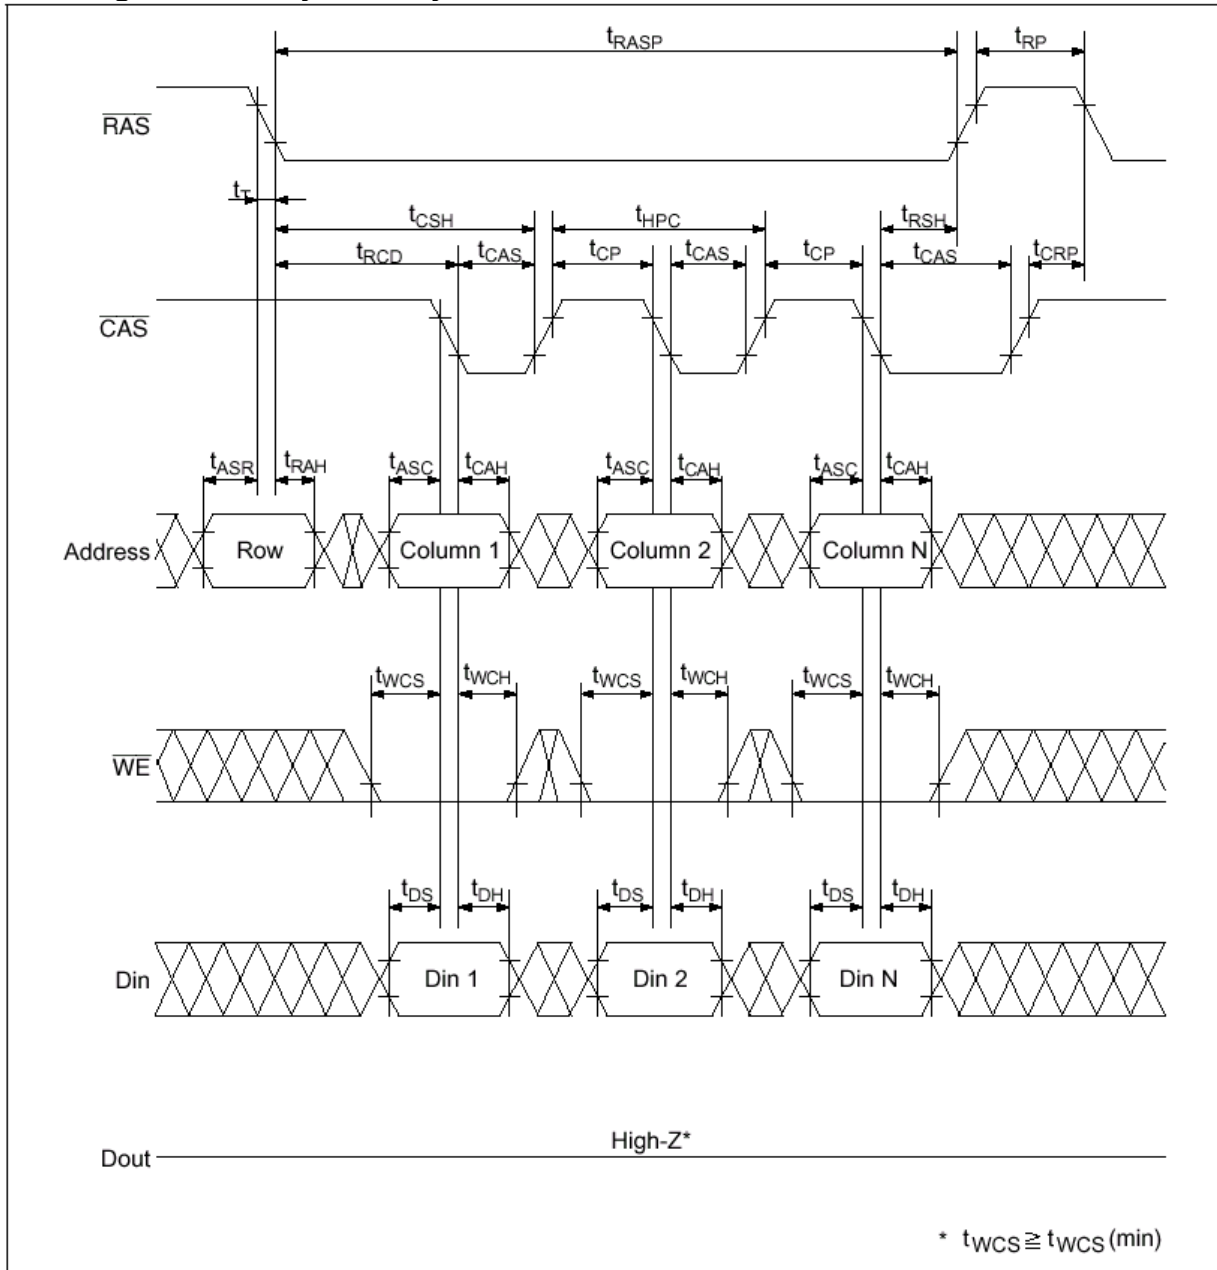 tRASP tRP
RAS
tT
tCSH tHPC tRSH
tRCD tCAS tCP tCAS tCP tCAS tCRP
CAS
tASR tRAH tASC tCAH tASC tCAH tASC tCAH
Address Row Column 1 Column 2 Column N
tWCS tWCH tWCS tWCH tWCS tWCH
WE
tDS tDH tDS tDH tDS tDH
Din Din 1 Din 2 Din N
High-Z*
Dout
* tWCS ≧ tWCS (min)